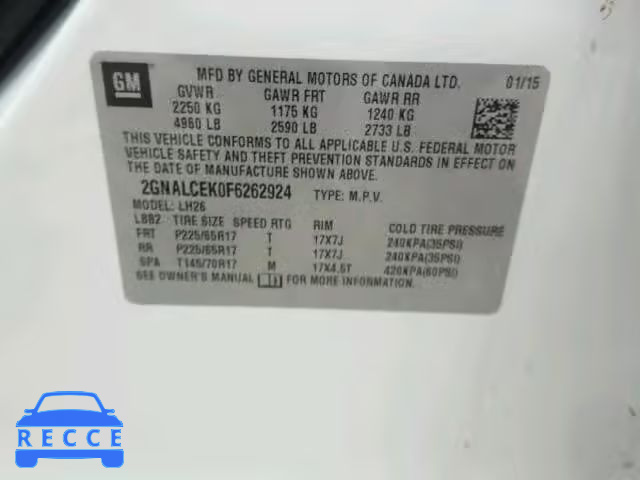 GM
MFD BY GENERAL MOTORS OF CANADA LTD. 01/15
GVWR GAWR FRT GAWR RR
2250 KG 1175 KG 1240 KG
4960 LB 2590 LB 2733 LB
THIS VEHICLE CONFORMS TO ALL APPLICABLE U.S. FEDERAL MOTOR
VEHICLE SAFETY AND THEFT PREVENTION STANDARDS IN EFFECT ON
THE DATE OF MANUFACTURE SHOWN ABOVE.
2GNALCEK0F6262924 TYPE: M.P.V.
MODEL: LH26
LBB2 TIRE SIZE SPEED RTG RIM COLD TIRE PRESSURE
FRT P225/65R17 T 17X7J 240KPA(35PSI)
RR P225/65R17 T 17X7J 240KPA(35PSI)
SPA T145/70R17 M 17X4.5T 420KPA(60PSI)
SEE OWNER'S MANUAL FOR MORE INFORMATION.
RECCE